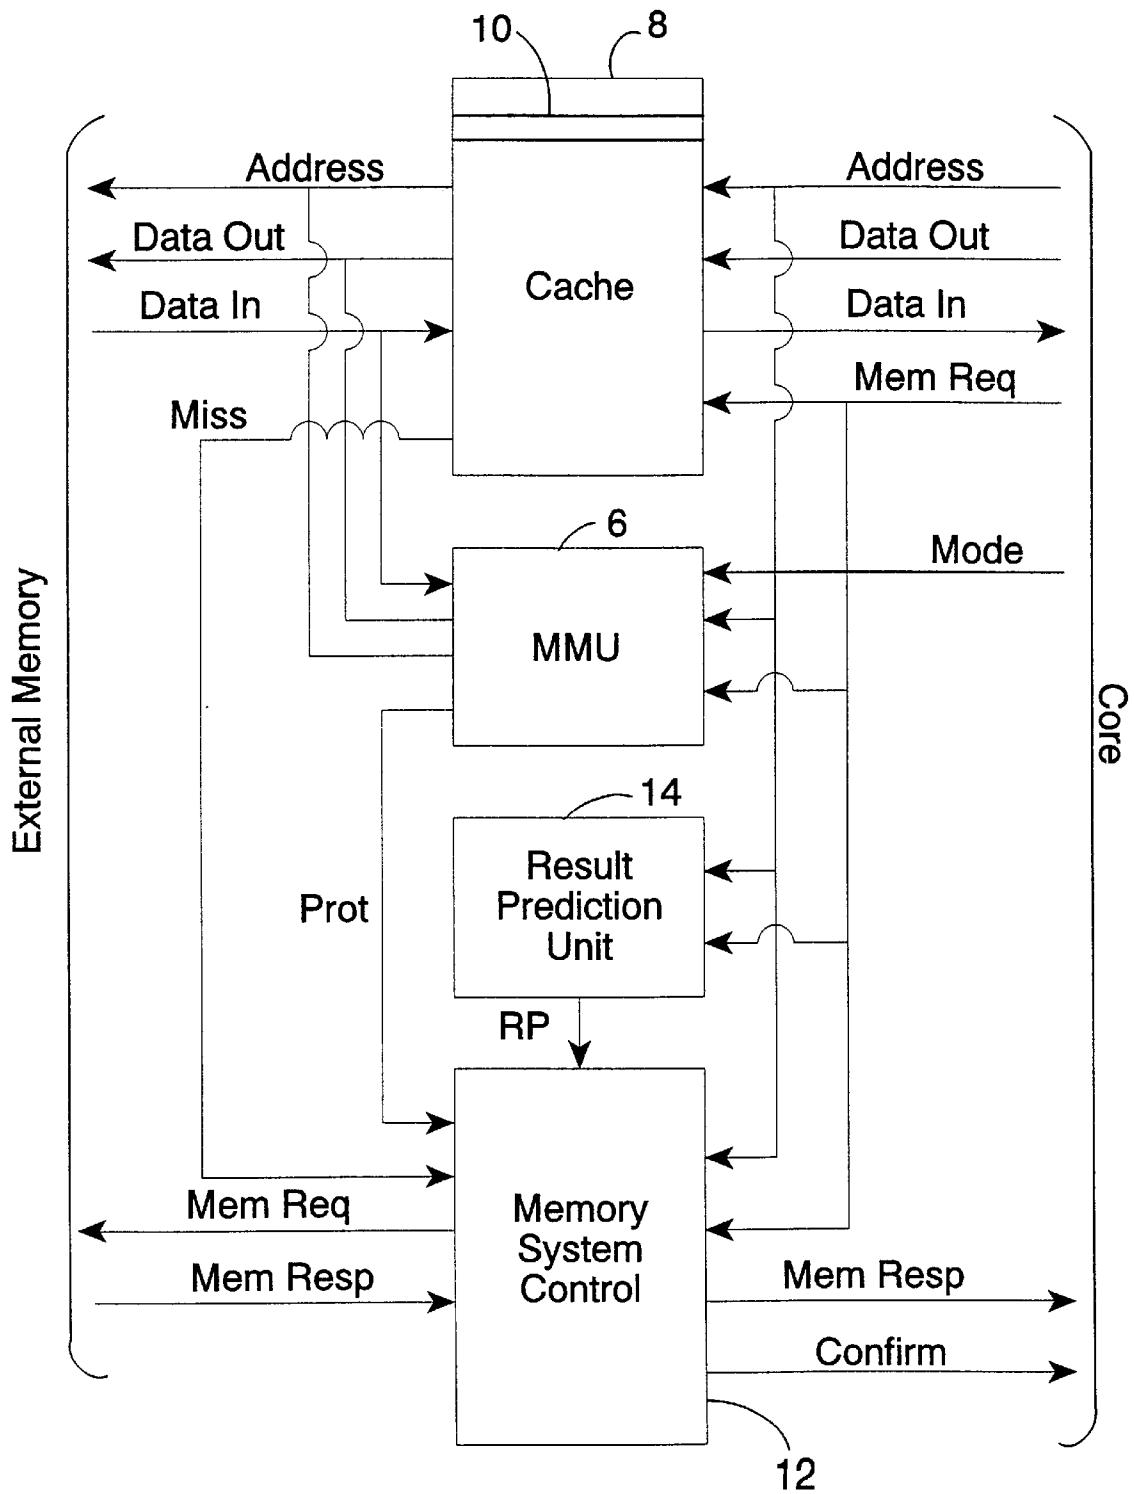 10
8
Address
Address
Data Out
Data Out
Cache
Data In
Data In
Mem Req
Miss
6
Mode
MMU
External Memory
Core
14
Result
Prediction
Unit
Prot
RP
Mem Req
Memory
System
Control
Mem Resp
Mem Resp
Confirm
12